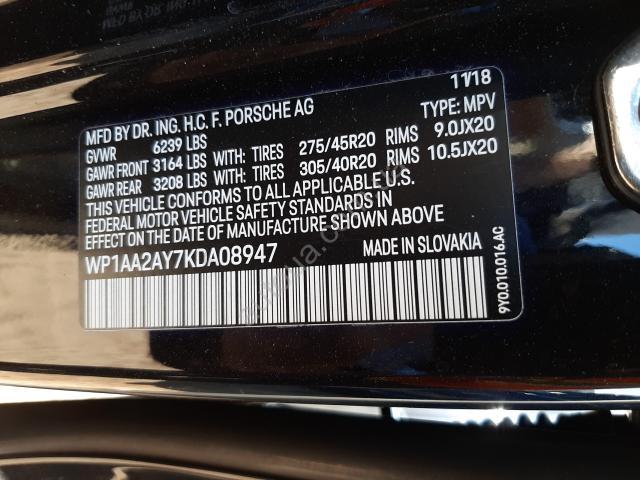 11/18
MFD BY DR. ING. H.C. F. PORSCHE AG TYPE: MPV
GVWR 6239 LBS
GAWR FRONT 3164 LBS WITH: TIRES 275/45R20 RIMS 9.0JX20
GAWR REAR 3208 LBS WITH: TIRES 305/40R20 RIMS 10.5JX20
THIS VEHICLE CONFORMS TO ALL APPLICABLE U.S.
FEDERAL MOTOR VEHICLE SAFETY STANDARDS IN
EFFECT ON THE DATE OF MANUFACTURE SHOWN ABOVE
WP1AA2AY7KDA08947 MADE IN SLOVAKIA
9Y0.010.016.AC